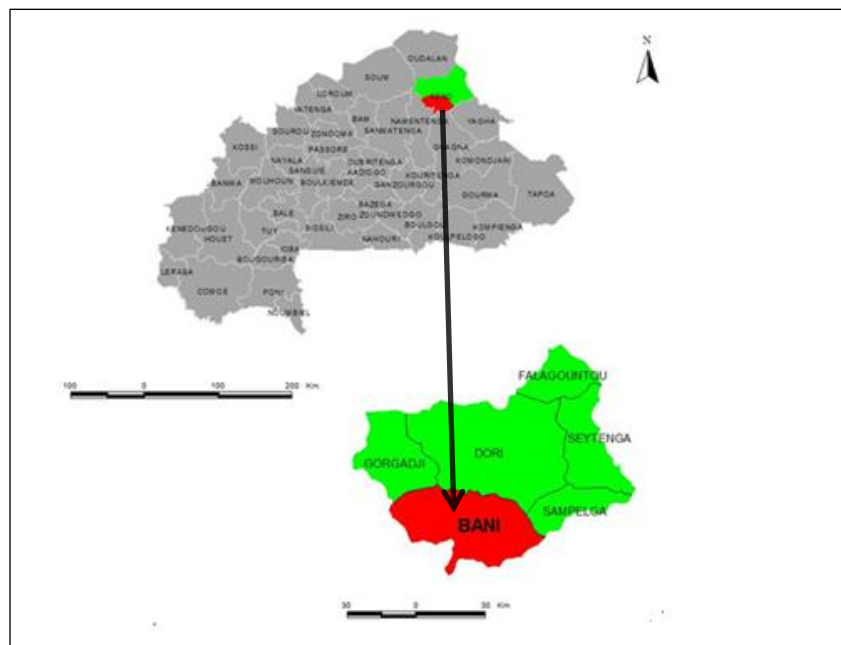 N
OUDALAN
SOUM
LOROUM
SENO
YATENGA
BAM
NAMENTENGA
YAGHA
SOUROU
ZONDOMA
SANMATENGA
KOSSI
PASSORE
GNAGNA
NAYALA
OUBRITENGA
KOMONDJARI
SANGUIE
KADIOGO
KOURITENGA
BANWA
MOUHOUN
BOULKIEMDE
GANZOURGOU
GOURMA
TAPOA
BAZEGA
BALE
ZIRO
ZOUNDWEOGO
KENEDOUGOU
TUY
SISSILI
BOULGOU
KOMPIENGA
HOUET
NAHOURI
KOULPELOGO
IOBA
BOUGOURIBA
LERABA
COMOE
PONI
NOUMBIEL
100 0 100 200 Km
FALAGOUNTOU
SEYTENGA
DORI
GORGADJI
SAMPELGA
BANI
30 0 30 Km